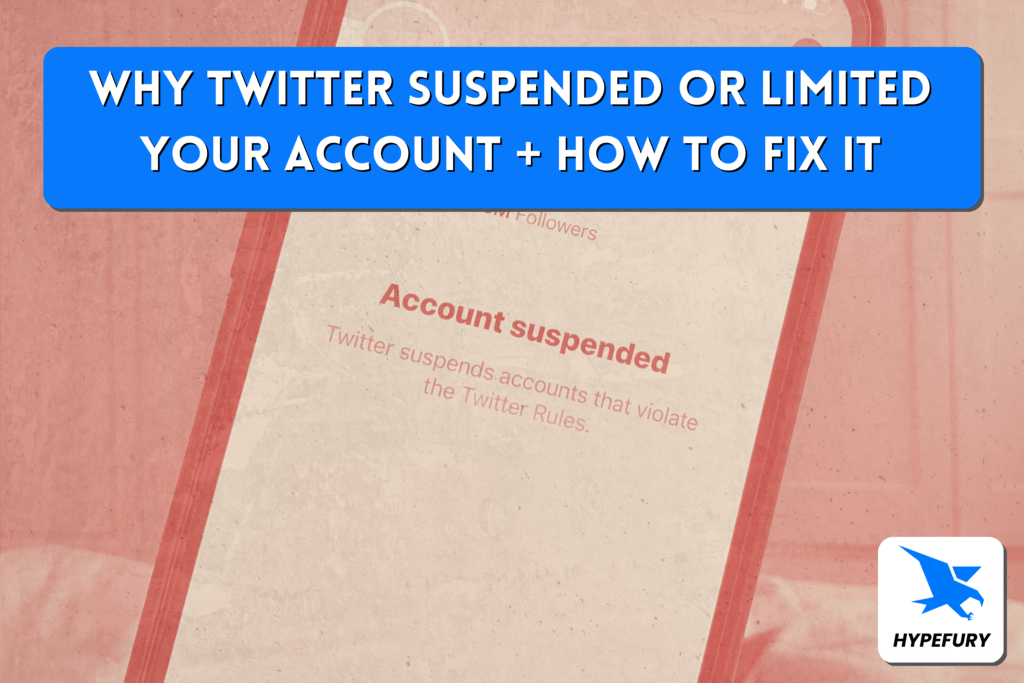 WHY TWITTER SUSPENDED OR LIMITED
YOUR ACCOUNT + HOW TO FIX IT
Followers
Account suspended
Twitter suspends accounts that violate
the Twitter Rules.
HYPEFURY